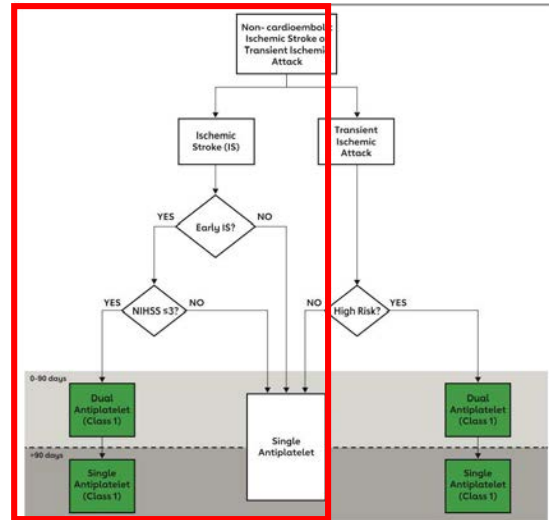 Non- cardioembolic
Ischemic Stroke or
Transient Ischemic
Attack
Ischemic
Stroke (IS)
Transient
Ischemic
Attack
YES
NO
Early IS?
YES
NIHSS ≤3?
NO
NO
High Risk?
YES
0-90 days
Dual
Antiplatelet
(Class 1)
Single
Antiplatelet
Dual
Antiplatelet
(Class 1)
>90 days
Single
Antiplatelet
(Class 1)
Single
Antiplatelet
(Class 1)